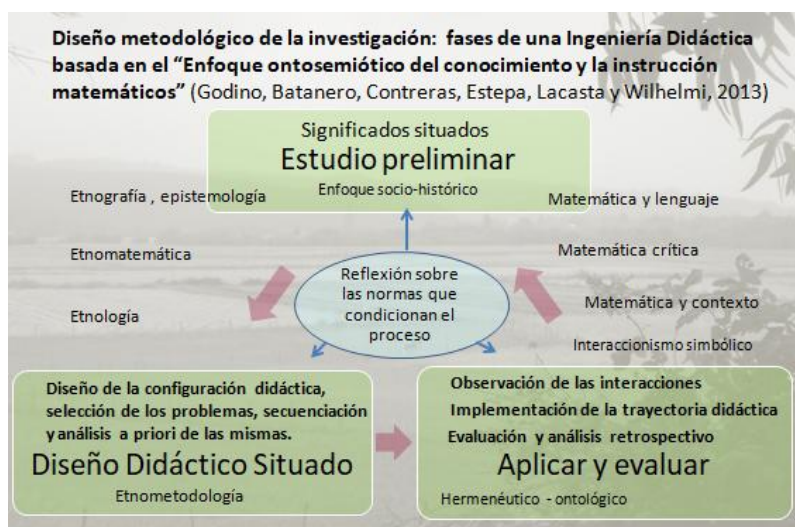 Diseño metodológico de la investigación: fases de una Ingeniería Didáctica
basada en el “Enfoque ontosemiótico del conocimiento y la instrucción
matemáticos” (Godino, Batanero, Contreras, Estepa, Lacasta y Wilhelmi, 2013)
Significados situados
Estudio preliminar
Enfoque socio-histórico
Etnografía , epistemología
Etnomatemática
Etnología
Matemática y lenguaje
Matemática crítica
Matemática y contexto
Interaccionismo simbólico
Reflexión sobre
las normas que
condicionan el
proceso
Diseño de la configuración didáctica,
selección de los problemas, secuenciación
y análisis a priori de las mismas.
Diseño Didáctico Situado
Etnometodología
Observación de las interacciones
Implementación de la trayectoria didáctica
Evaluación y análisis retrospectivo
Aplicar y evaluar
Hermenéutico - ontológico